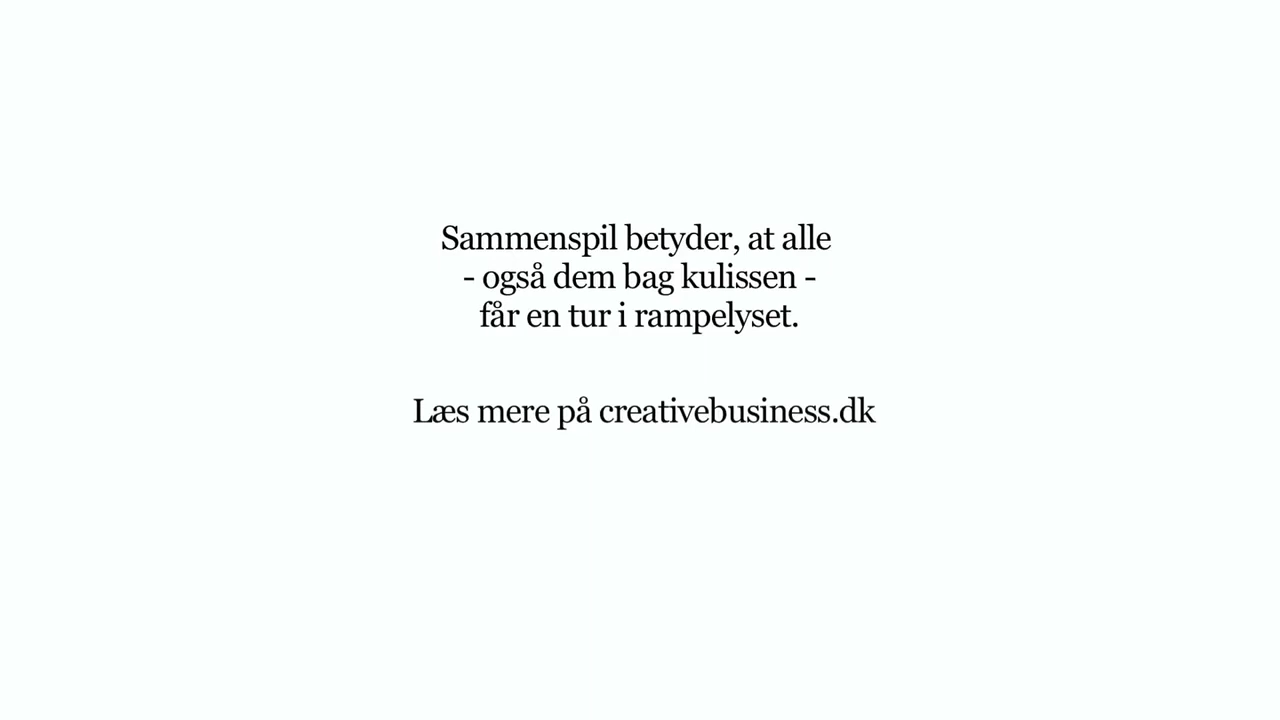 Sammenspil betyder, at alle
- også dem bag kulissen -
får en tur i rampelyset.
Læs mere på creativebusiness.dk